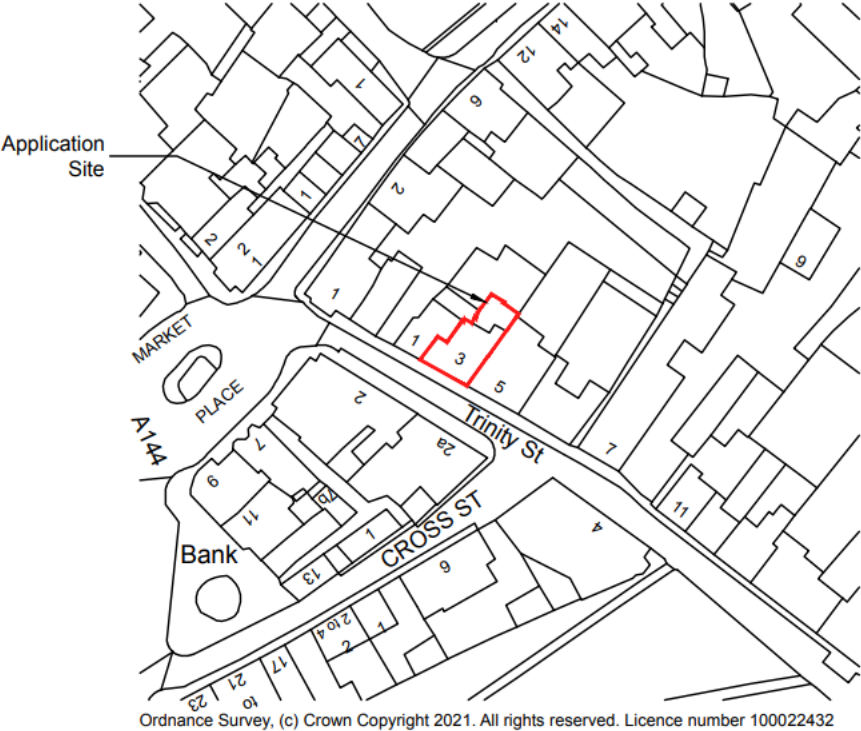 14
12
1
6
Application
Site
7
2
1
2
2
1
9
1
MARKET
1
3
5
PLACE
2
A144
Trinity St
2a
7
7
9
11
7b
11
CROSS ST
4
1
Bank
13
6
2 to 4
2
1
17
21
to
23
Ordnance Survey, (c) Crown Copyright 2021. All rights reserved. Licence number 100022432